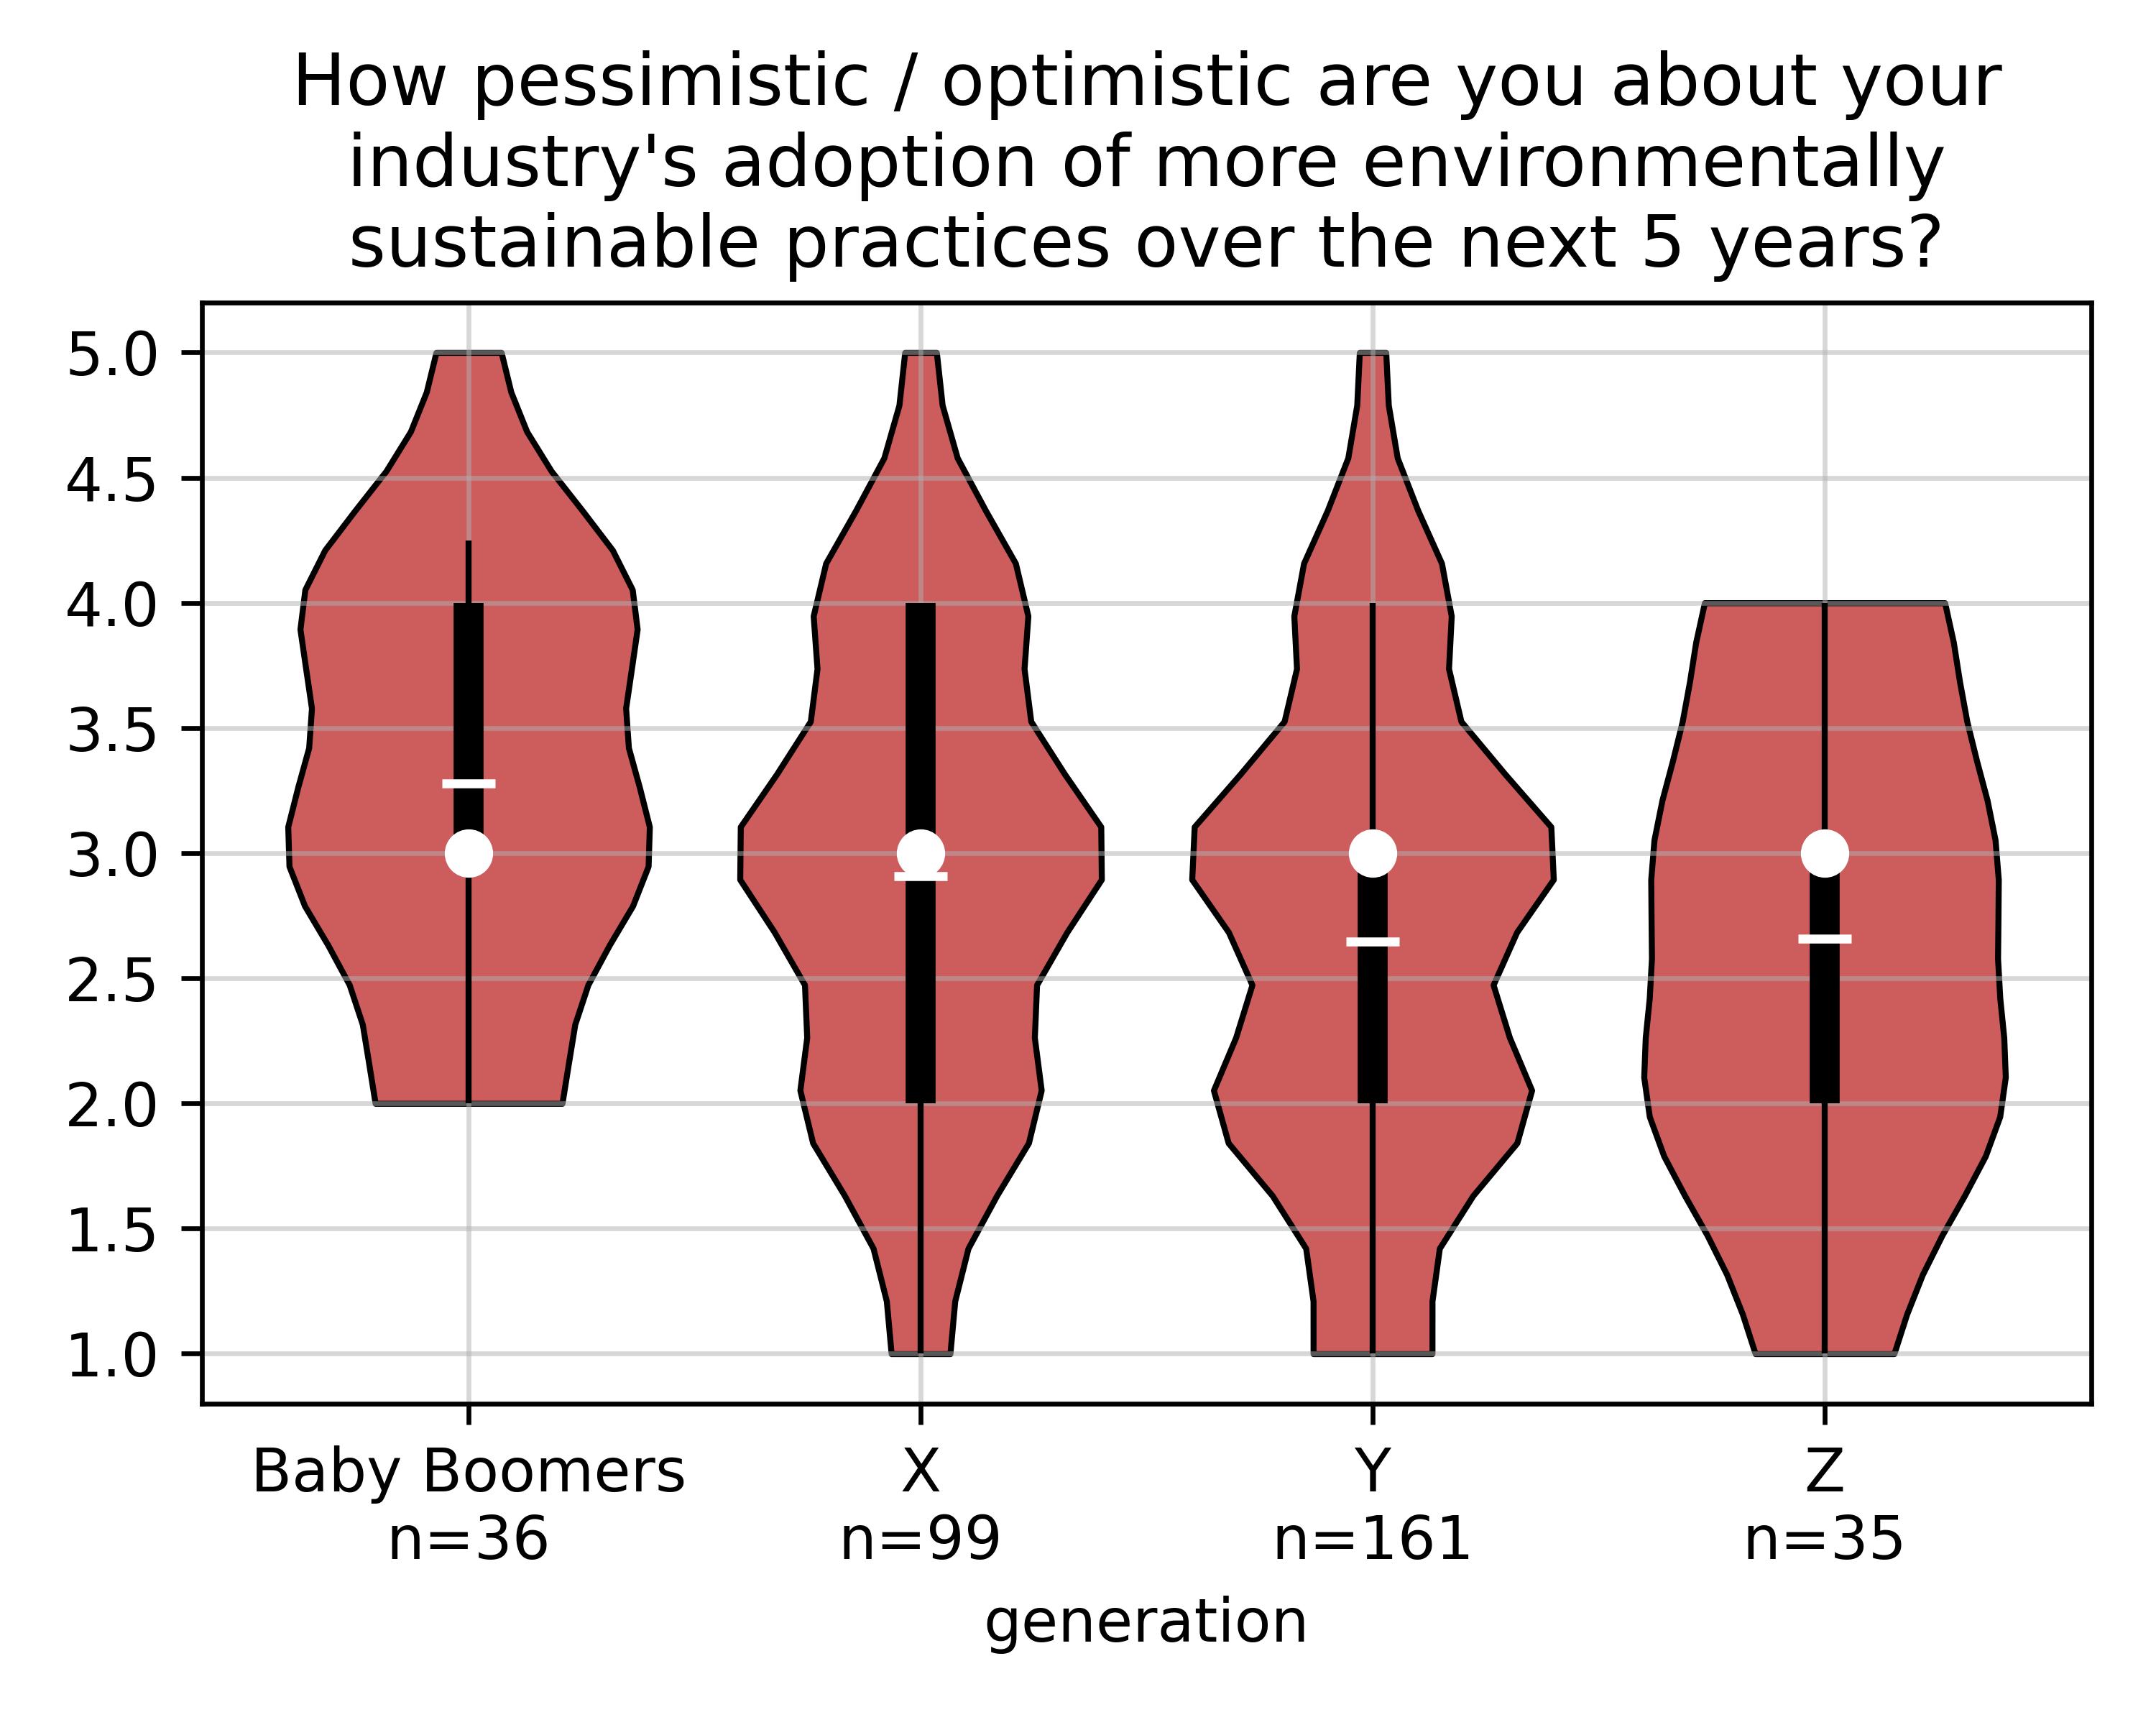 How pessimistic / optimistic are you about your
industry's adoption of more environmentally
sustainable practices over the next 5 years?
5.0
4.5
4.0
3.5
3.0
2.5
2.0
1.5
1.0
Baby Boomers
n=36
X
n=99
Y
n=161
Z
n=35
generation